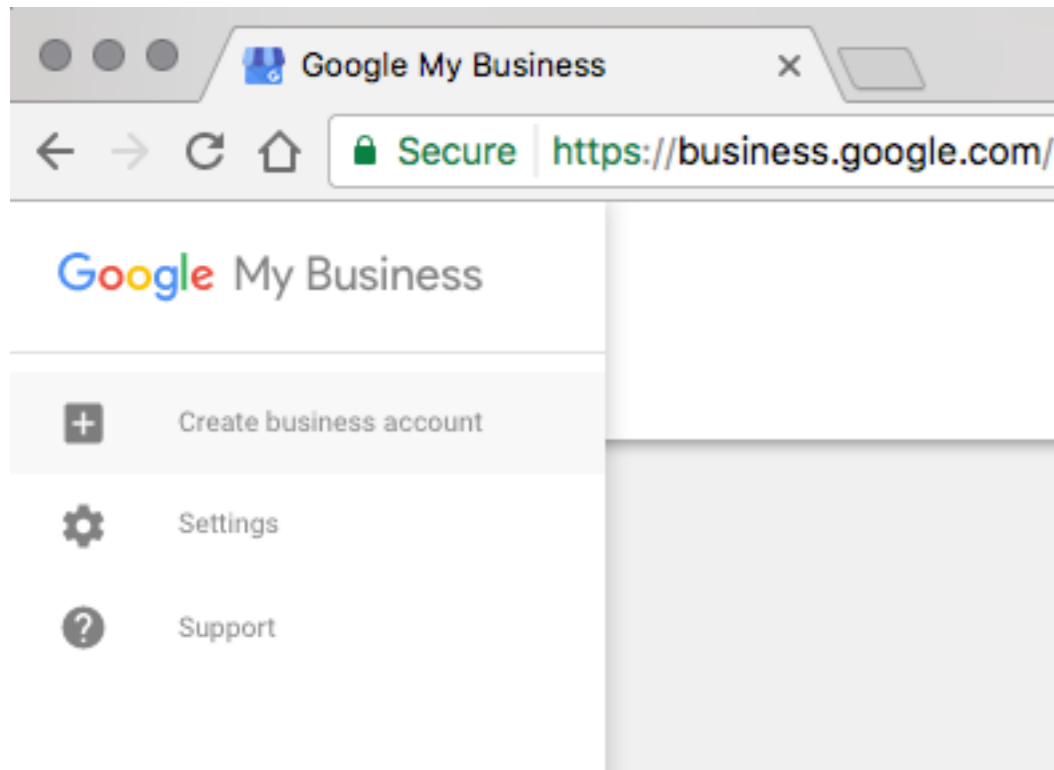 Google My Business
Secure https://business.google.com/
Google My Business
Create business account
Settings
Support